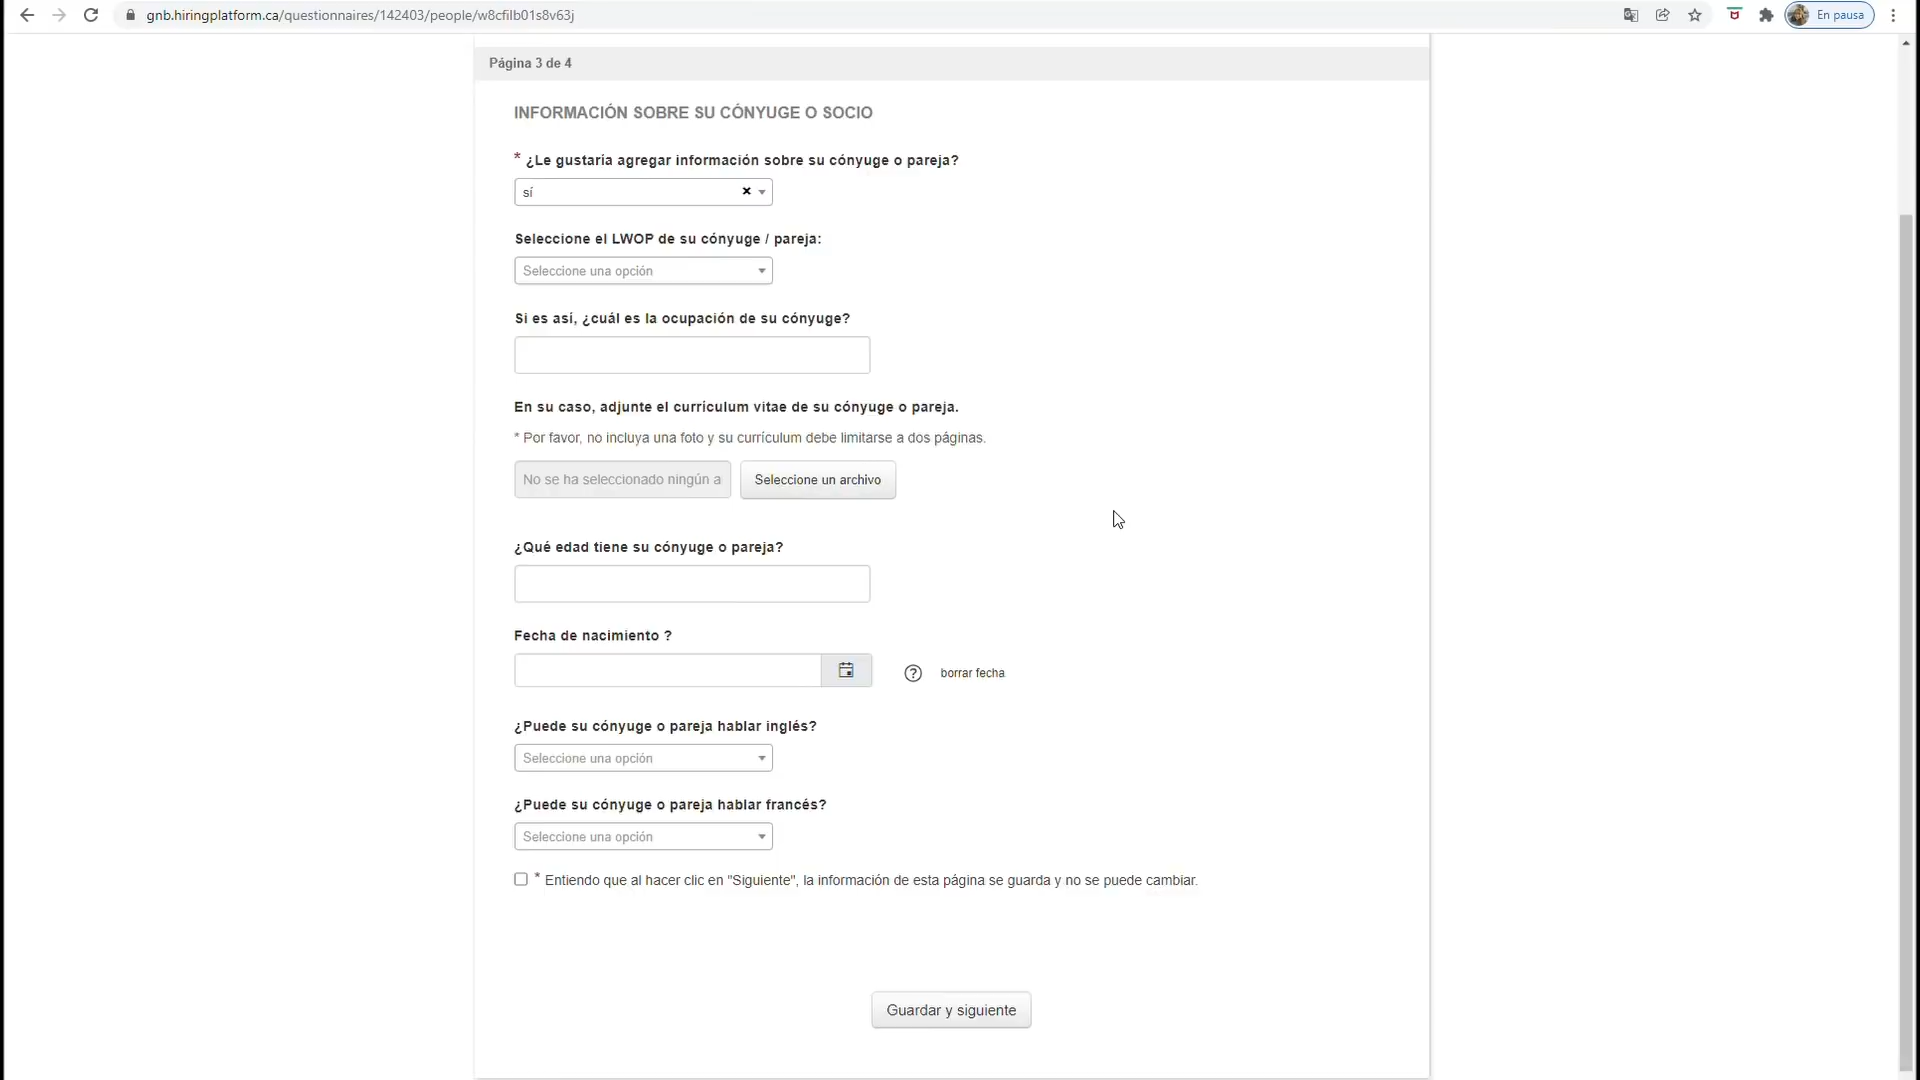 gnb.hiringplatform.ca/questionnaires/142403/people/w8cfilb01s8v63j
En pausa
Página 3 de 4
INFORMACIÓN SOBRE SU CÓNYUGE O SOCIO
* ¿Le gustaría agregar información sobre su cónyuge o pareja?
sí
Seleccione el LWOP de su cónyuge / pareja:
Seleccione una opción
Si es así, ¿cuál es la ocupación de su cónyuge?
En su caso, adjunte el currículum vitae de su cónyuge o pareja.
* Por favor, no incluya una foto y su currículum debe limitarse a dos páginas.
No se ha seleccionado ningún a
Seleccione un archivo
¿Qué edad tiene su cónyuge o pareja?
Fecha de nacimiento ?
borrar fecha
¿Puede su cónyuge o pareja hablar inglés?
Seleccione una opción
¿Puede su cónyuge o pareja hablar francés?
Seleccione una opción
* Entiendo que al hacer clic en "Siguiente", la información de esta página se guarda y no se puede cambiar.
Guardar y siguiente